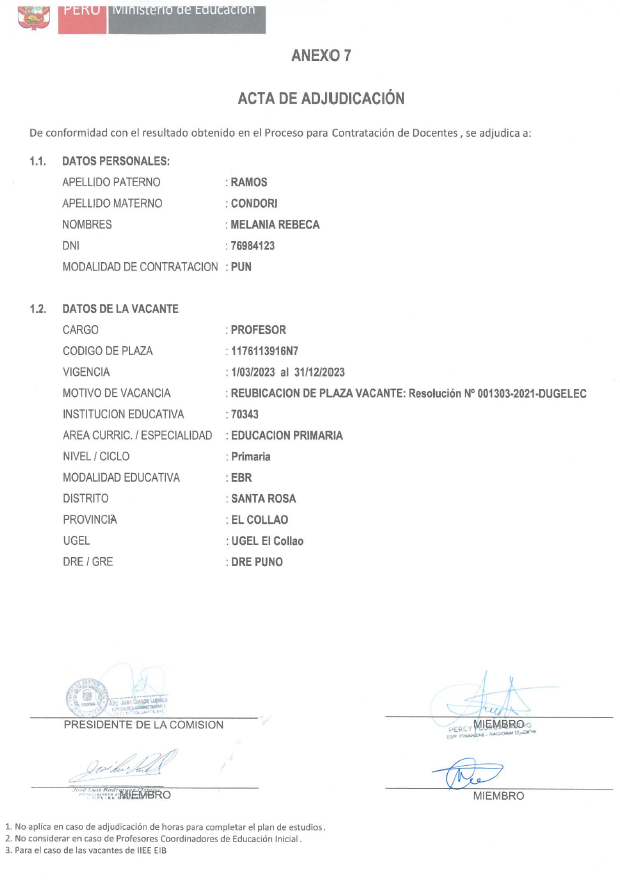 PERÚ Ministerio de Educación
ANEXO 7
ACTA DE ADJUDICACIÓN
De conformidad con el resultado obtenido en el Proceso para Contratación de Docentes , se adjudica a:
1.1. DATOS PERSONALES:
APELLIDO PATERNO : RAMOS
APELLIDO MATERNO : CONDORI
NOMBRES : MELANIA REBECA
DNI : 76984123
MODALIDAD DE CONTRATACION : PUN
1.2. DATOS DE LA VACANTE
CARGO : PROFESOR
CODIGO DE PLAZA : 1176113916N7
VIGENCIA : 1/03/2023 al 31/12/2023
MOTIVO DE VACANCIA : REUBICACION DE PLAZA VACANTE: Resolución Nº 001303-2021-DUGELEC
INSTITUCION EDUCATIVA : 70343
AREA CURRIC. / ESPECIALIDAD : EDUCACION PRIMARIA
NIVEL / CICLO : Primaria
MODALIDAD EDUCATIVA : EBR
DISTRITO : SANTA ROSA
PROVINCIA : EL COLLAO
UGEL : UGEL El Collao
DRE / GRE : DRE PUNO
PRESIDENTE DE LA COMISION
PERCY MIEMBRO
José Luis
MIEMBRO
MIEMBRO
1. No aplica en caso de adjudicación de horas para completar el plan de estudios.
2. No considerar en caso de Profesores Coordinadores de Educación Inicial.
3. Para el caso de las vacantes de IIEE EIB